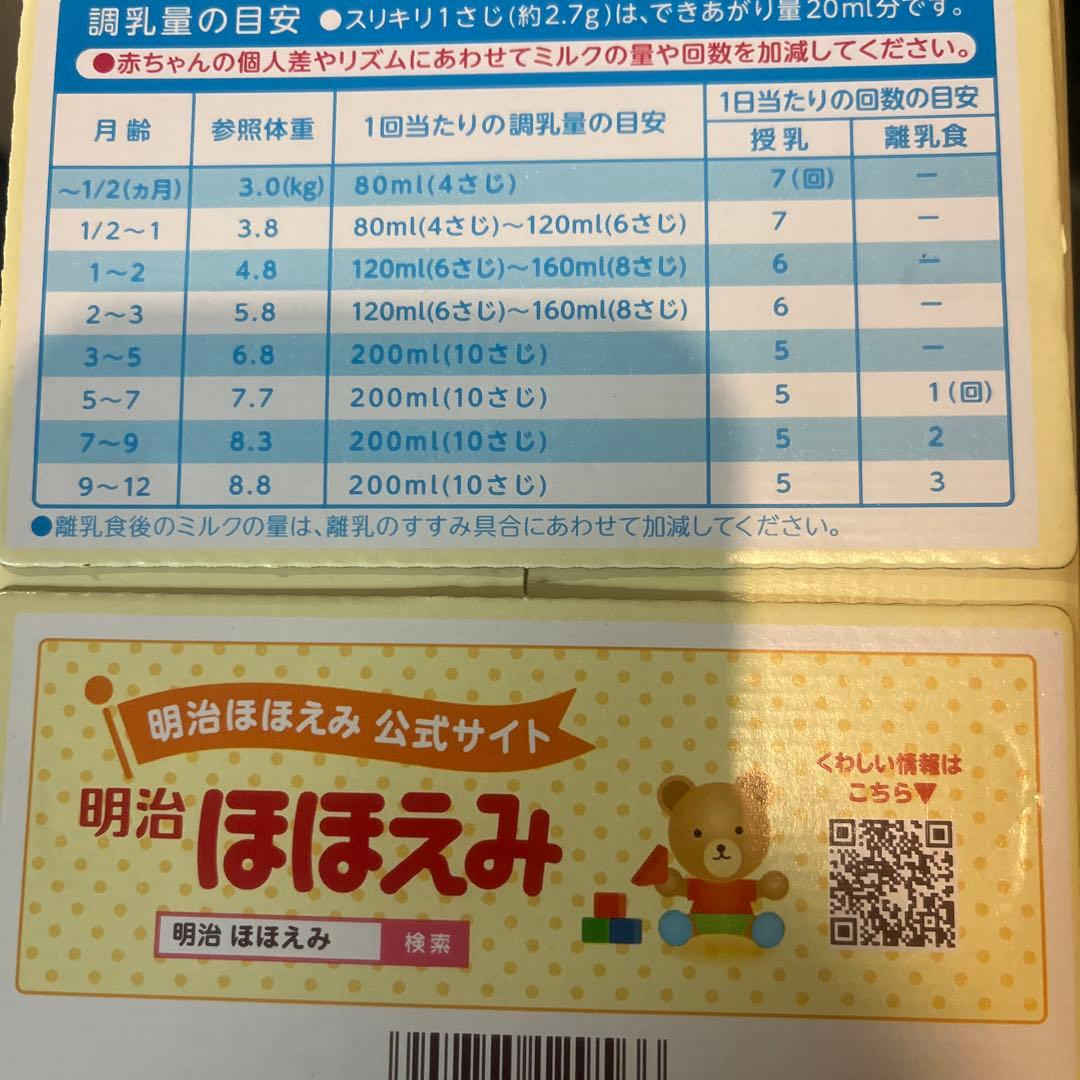 調乳量の目安 ●スリキリ1さじ(約2.7g)は、できあがり量20ml分です。
●赤ちゃんの個人差やリズムにあわせてミルクの量や回数を加減してください。
月齢 参照体重 1回当たりの調乳量の目安 1日当たりの回数の目安
授乳 離乳食
～1/2(ヵ月) 3.0(kg) 80ml(4さじ) 7(回) ー
1/2～1 3.8 80ml(4さじ)～120ml(6さじ) 7 ー
1～2 4.8 120ml(6さじ)～160ml(8さじ) 6 ー
2～3 5.8 120ml(6さじ)～160ml(8さじ) 6 ー
3～5 6.8 200ml(10さじ) 5 ー
5～7 7.7 200ml(10さじ) 5 1(回)
7～9 8.3 200ml(10さじ) 5 2
9～12 8.8 200ml(10さじ) 5 3
●離乳食後のミルクの量は、離乳のすすみ具合にあわせて加減してください。
明治ほほえみ 公式サイト
明治 ほほえみ
明治 ほほえみ 検索
くわしい情報は
こちら▼